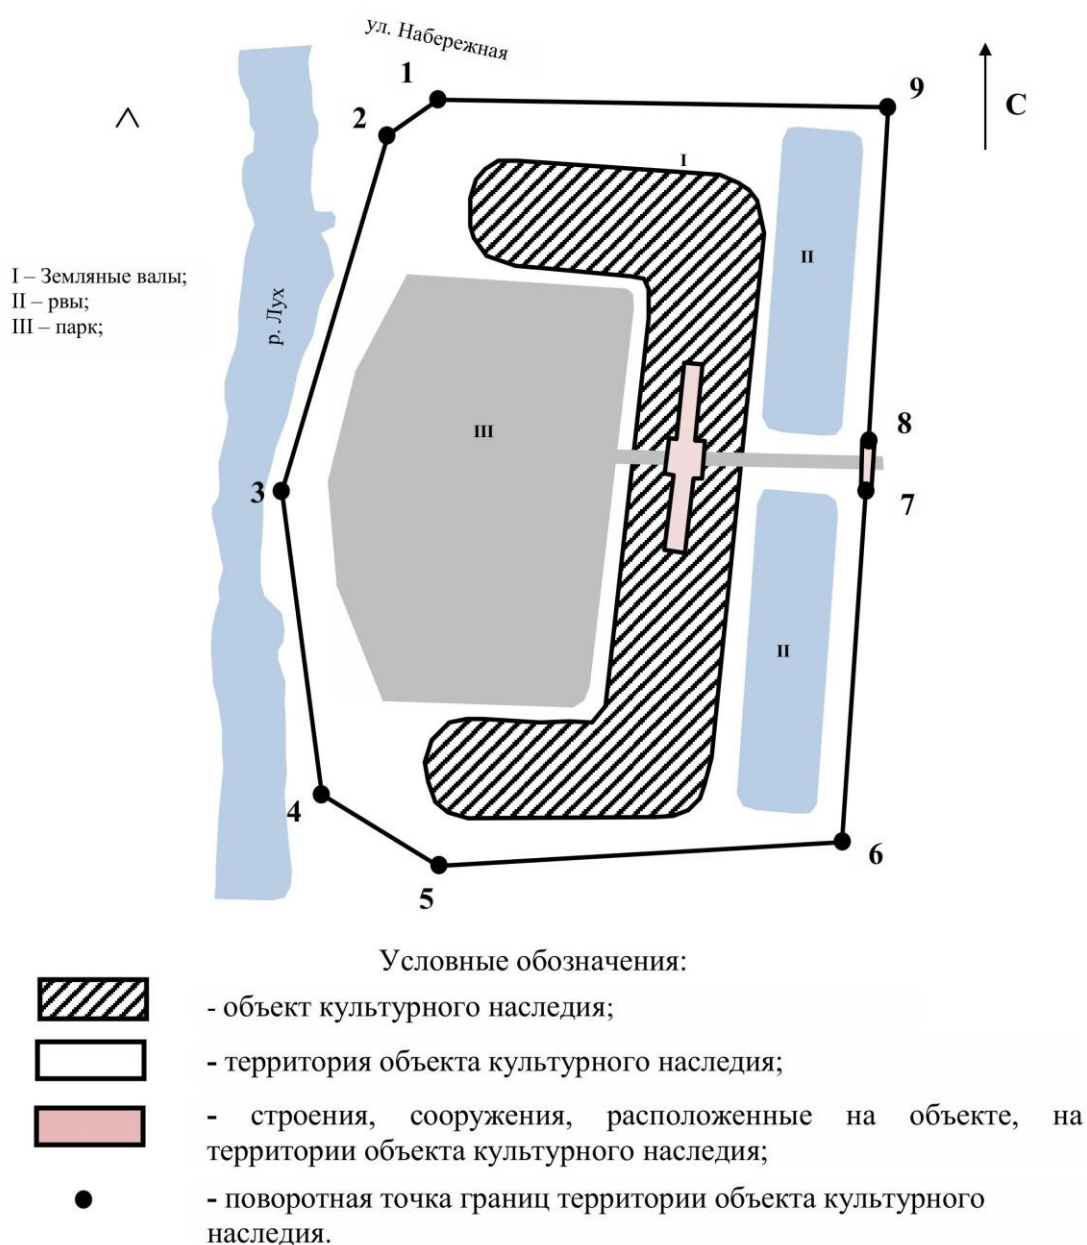 ул. Набережная
1
9
2
С
I
I – Земляные валы;
II – рвы;
III – парк;
р. Лух
II
III
8
3
7
II
4
6
5
Условные обозначения:
- объект культурного наследия;
- территория объекта культурного наследия;
- строения, сооружения, расположенные на объекте, на
территории объекта культурного наследия;
- поворотная точка границ территории объекта культурного
наследия.